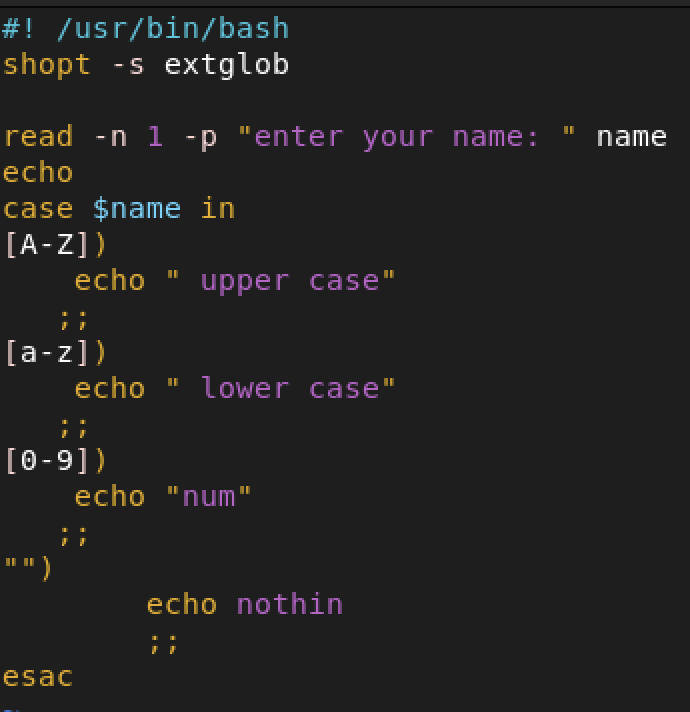 #! /usr/bin/bash
shopt -s extglob

read -n 1 -p "enter your name: " name
echo
case $name in
[A-Z])
    echo " upper case"
   ;;
[a-z])
    echo " lower case"
   ;;
[0-9])
    echo "num"
   ;;
"")
        echo nothin
        ;;
esac